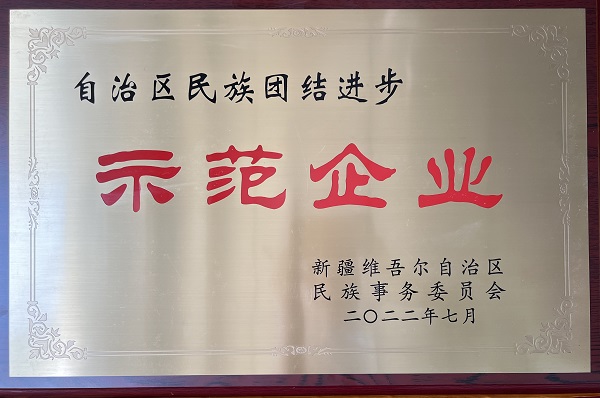 自治区民族团结进步
示范企业
新疆维吾尔自治区
民族事务委员会
二〇二二年七月